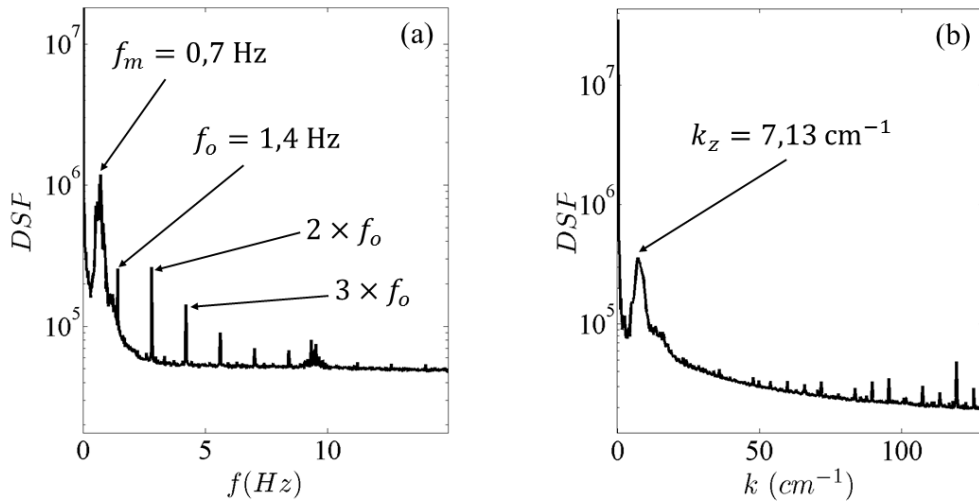 (a)
10^7
f_m = 0,7 Hz
f_o = 1,4 Hz
10^6
2 × f_o
3 × f_o
10^5
DSP
0
5
10
f(Hz)
(b)
10^7
k_z = 7,13 cm^−1
10^6
10^5
DSP
0
50
100
k (cm^−1)